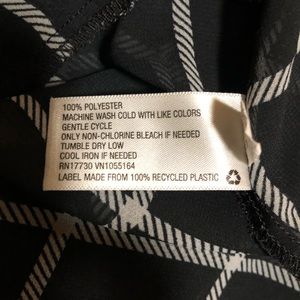 100% POLYESTER
MACHINE WASH COLD WITH LIKE COLORS
GENTLE CYCLE
ONLY NON-CHLORINE BLEACH IF NEEDED
TUMBLE DRY LOW
COOL IRON IF NEEDED
RN17730 VN1055164
LABEL MADE FROM 100% RECYCLED PLASTIC